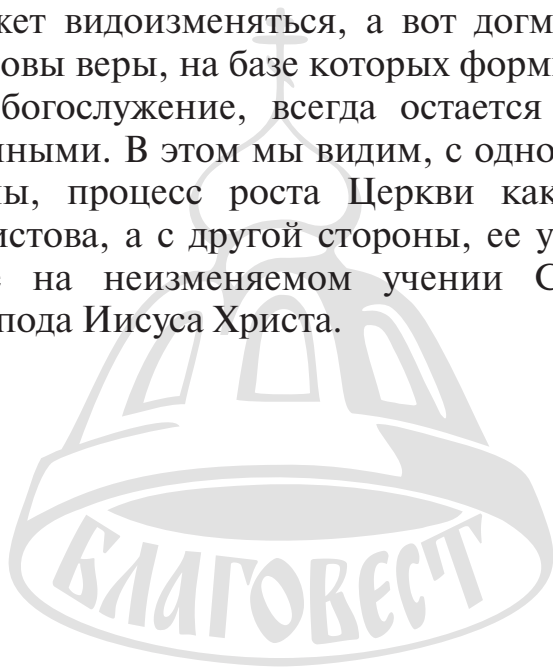 жет видоизменяться, а вот догм
овы веры, на базе которых форм
богослужение, всегда остается
ными. В этом мы видим, с одно
ы, процесс роста Церкви как
истова, а с другой стороны, ее у
на неизменяемом учении С
пода Иисуса Христа.
БЛАГОВЕСТ